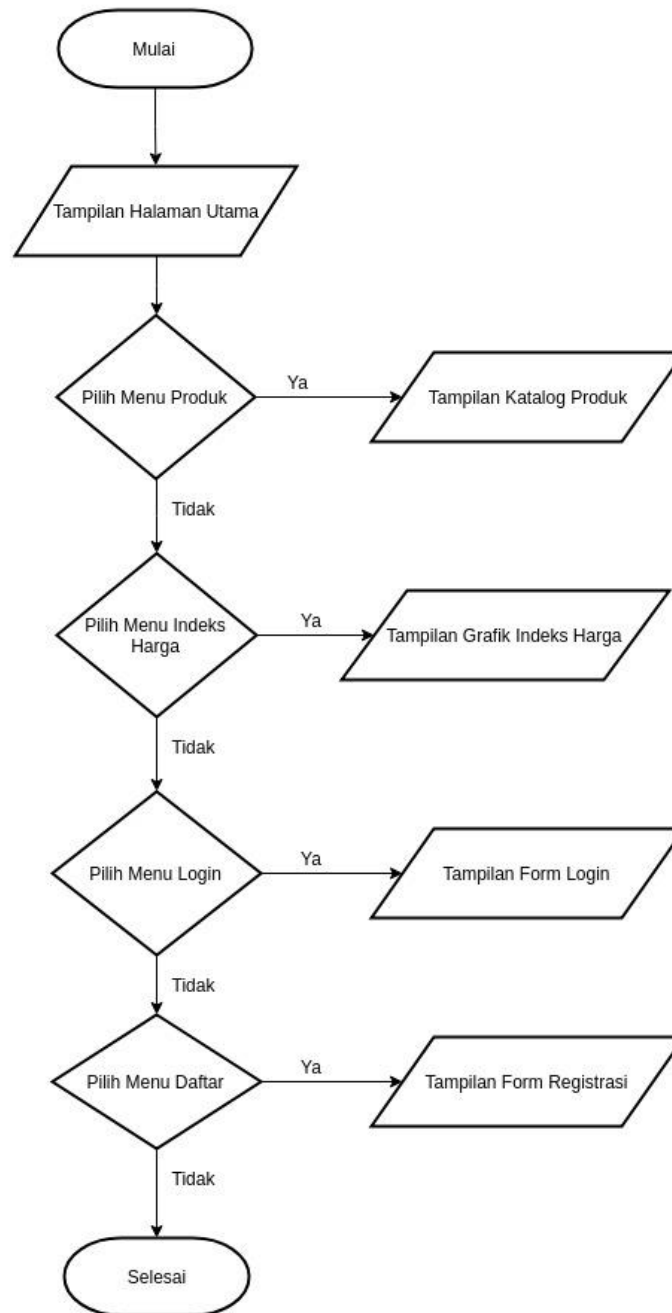 Mulai
Tampilan Halaman Utama
Pilih Menu Produk
Ya
Tampilan Katalog Produk
Tidak
Pilih Menu Indeks
Harga
Ya
Tampilan Grafik Indeks Harga
Tidak
Pilih Menu Login
Ya
Tampilan Form Login
Tidak
Pilih Menu Daftar
Ya
Tampilan Form Registrasi
Tidak
Selesai